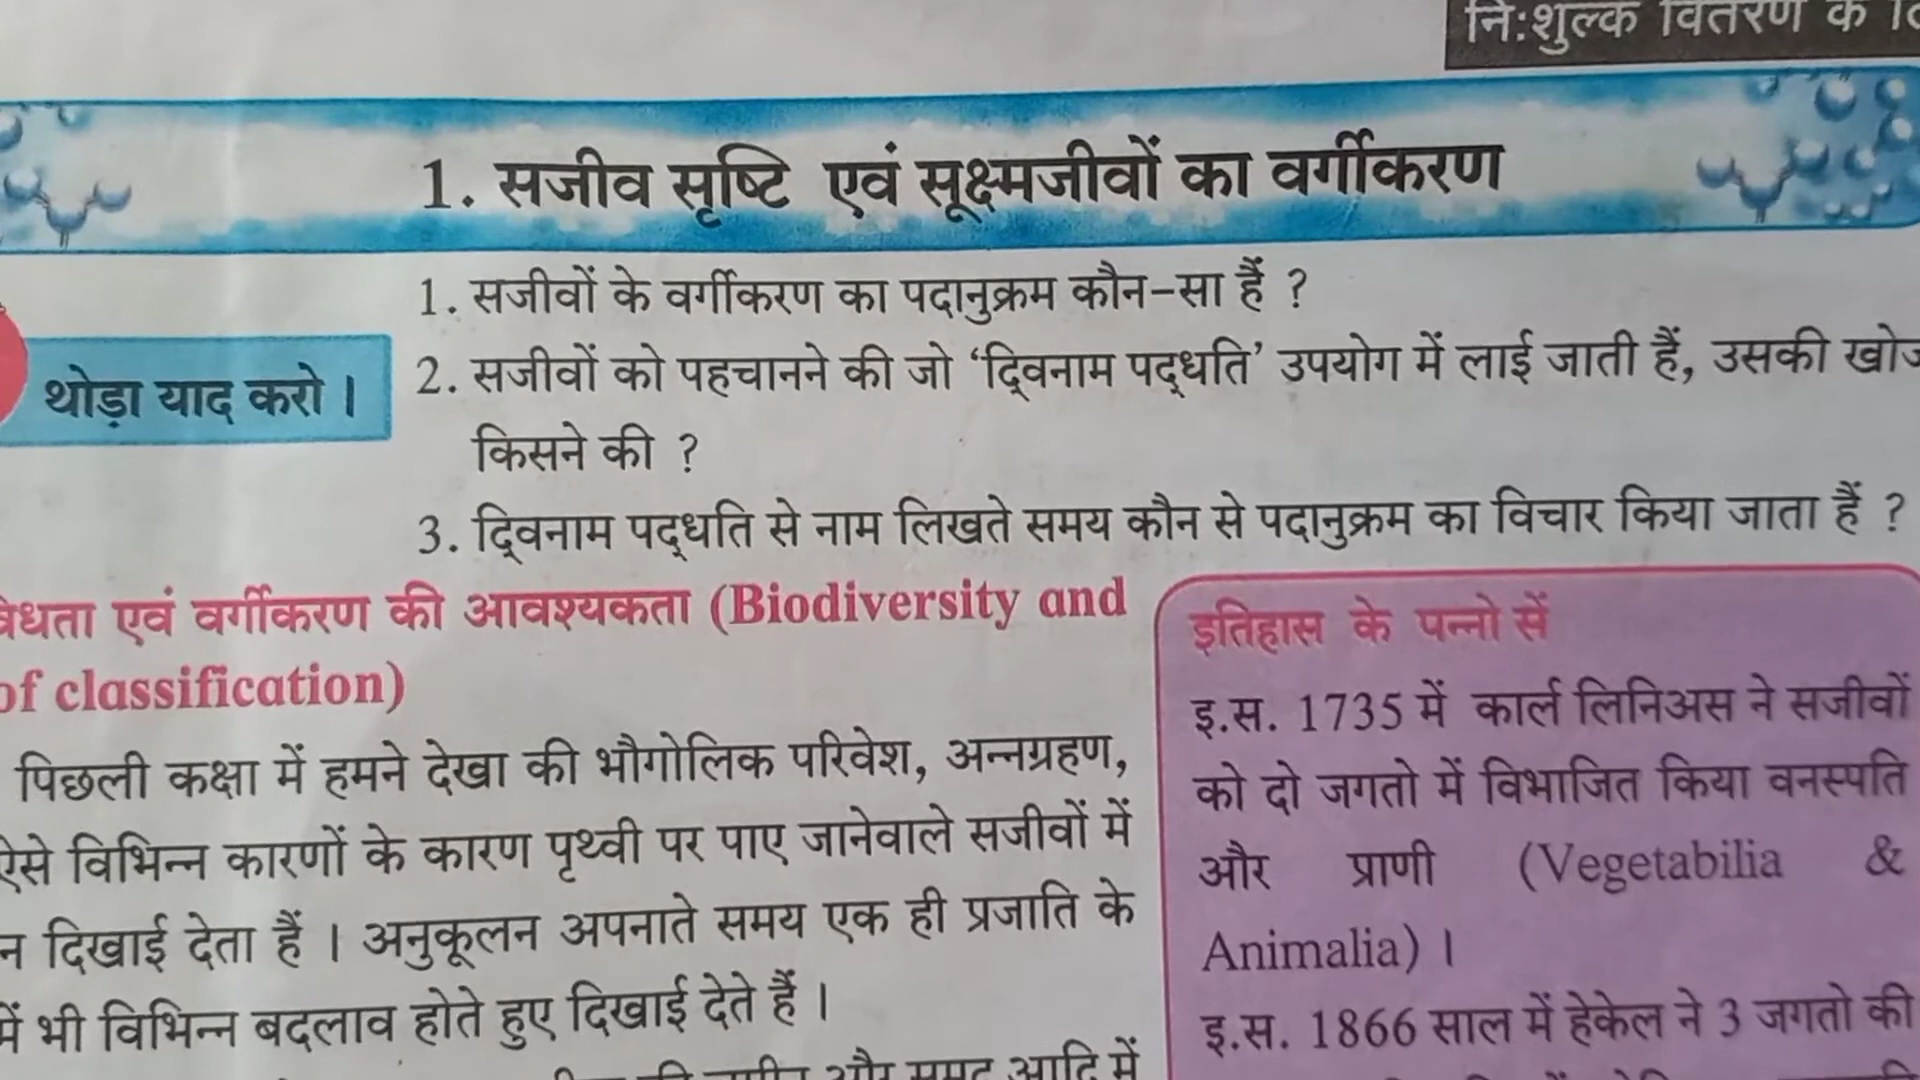 नि:शुल्क वितरण के
1. सजीव सृष्टि एवं सूक्ष्मजीवों का वर्गीकरण
थोड़ा याद करो ।
1. सजीवों के वर्गीकरण का पदानुक्रम कौन-सा हैं ?
2. सजीवों को पहचानने की जो ‘द्विनाम पद्धति’ उपयोग में लाई जाती हैं, उसकी
किसने की ?
3. द्विनाम पद्धति से नाम लिखते समय कौन से पदानुक्रम का विचार किया जाता हैं ?
एवं वर्गीकरण की आवश्यकता (Biodiversity and
of classification)
पिछली कक्षा में हमने देखा की भौगोलिक परिवेश, अन्नग्रहण,
ऐसे विभिन्न कारणों के कारण पृथ्वी पर पाए जानेवाले सजीवों में
दिखाई देता हैं । अनुकूलन अपनाते समय एक ही प्रजाति के
में भी विभिन्न बदलाव होते हुए दिखाई देते हैं ।
और समुद्र आदि में
इतिहास के पन्नो सें
इ.स. 1735 में कार्ल लिनिअस ने सजीवों
को दो जगतो में विभाजित किया वनस्पति
और प्राणी (Vegetabilia &
Animalia) ।
इ.स. 1866 साल में हेकेल ने 3 जगतो की